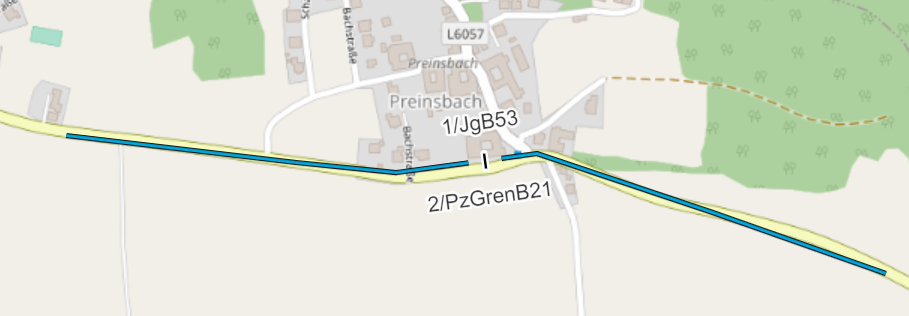 Bachstraße
L6057
Preinsbach
Preinsbach
1/JgB53
Bachstraße
2/PzGrenB21